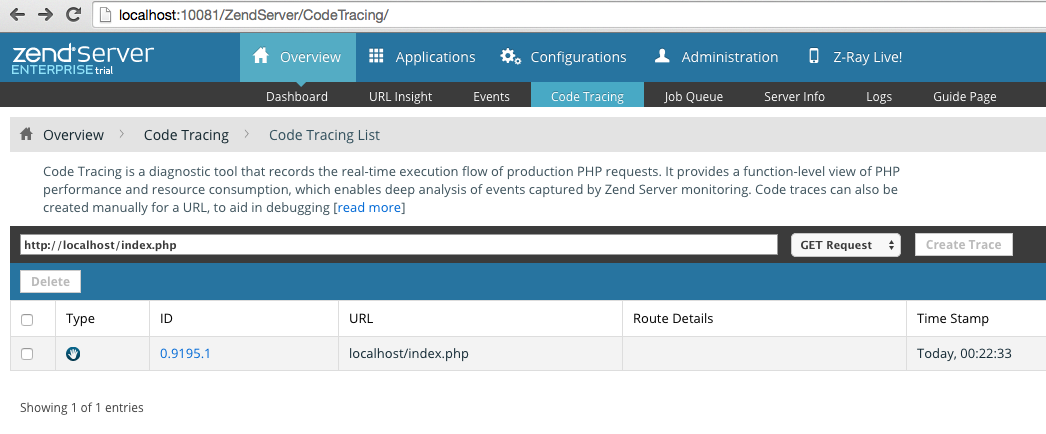 localhost:10081/ZendServer/CodeTracing/
zend Server
ENTERPRISE trial
Overview Applications Configurations Administration Z-Ray Live!
Dashboard URL Insight Events Code Tracing Job Queue Server Info Logs Guide Page
Overview Code Tracing Code Tracing List
Code Tracing is a diagnostic tool that records the real-time execution flow of production PHP requests. It provides a function-level view of PHP
performance and resource consumption, which enables deep analysis of events captured by Zend Server monitoring. Code traces can also be
created manually for a URL, to aid in debugging [read more]
http://localhost/index.php GET Request Create Trace
Delete
Type ID URL Route Details Time Stamp
0.9195.1 localhost/index.php Today, 00:22:33
Showing 1 of 1 entries